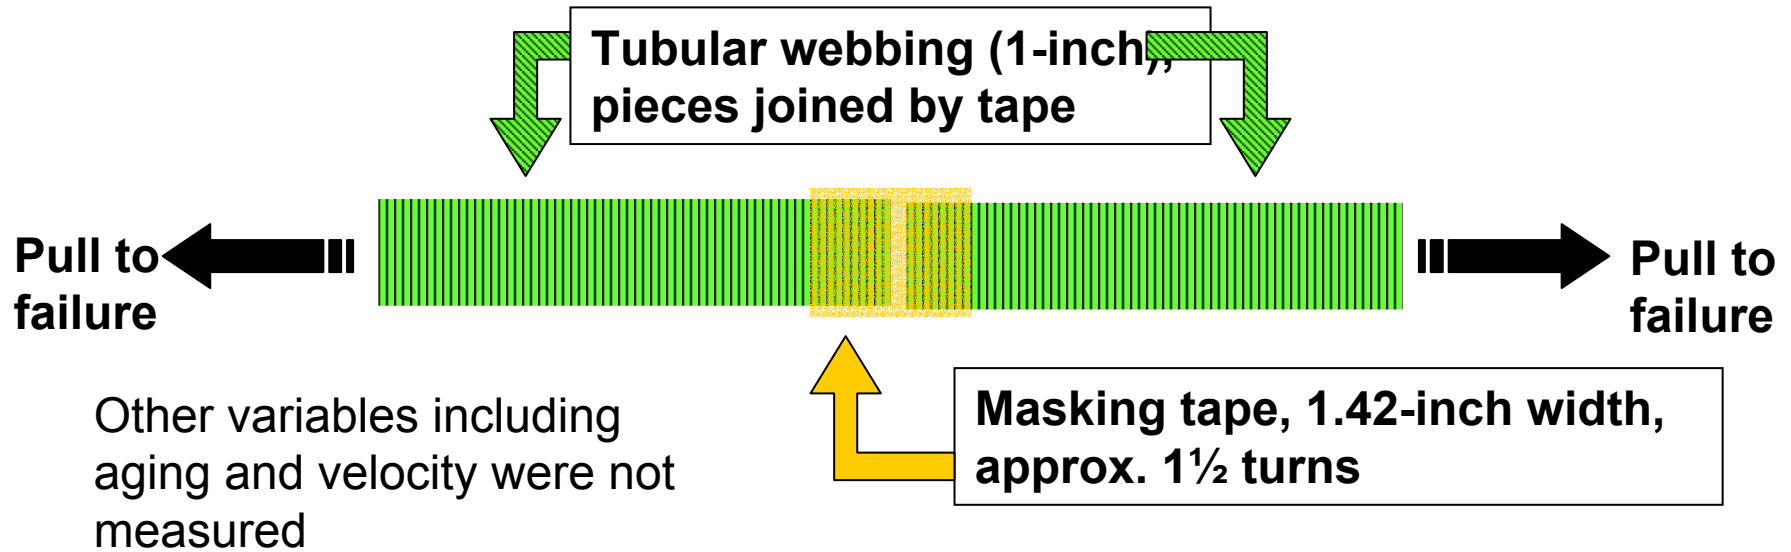 Tubular webbing (1-inch),
pieces joined by tape
Pull to
failure
Pull to
failure
Other variables including
aging and velocity were not
measured
Masking tape, 1.42-inch width,
approx. 1½ turns